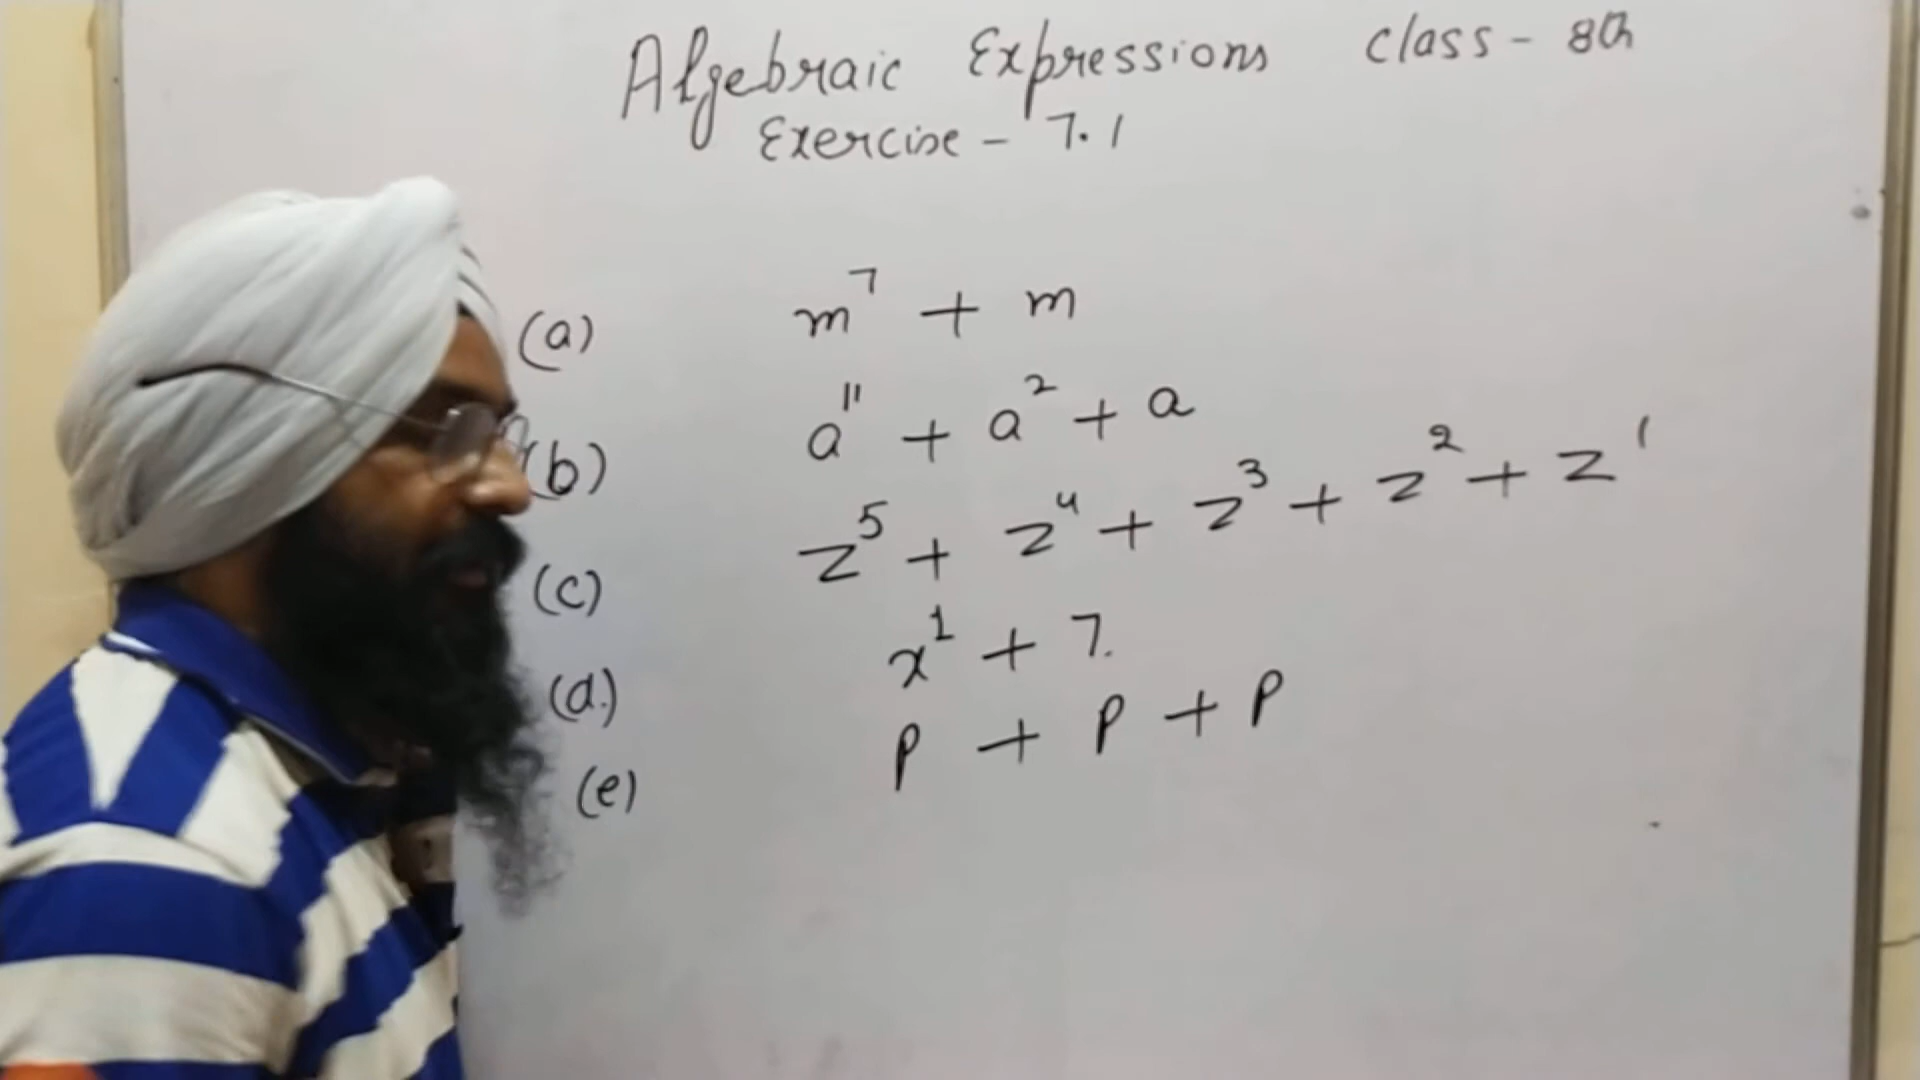 Algebraic Expressions class - 8th
Exercise - 7.1
(a) m⁷ + m
(b) a¹¹ + a² + a
(c) z⁵ + z⁴ + z³ + z² + z¹
(d.) x¹ + 7.
(e) p + p + p